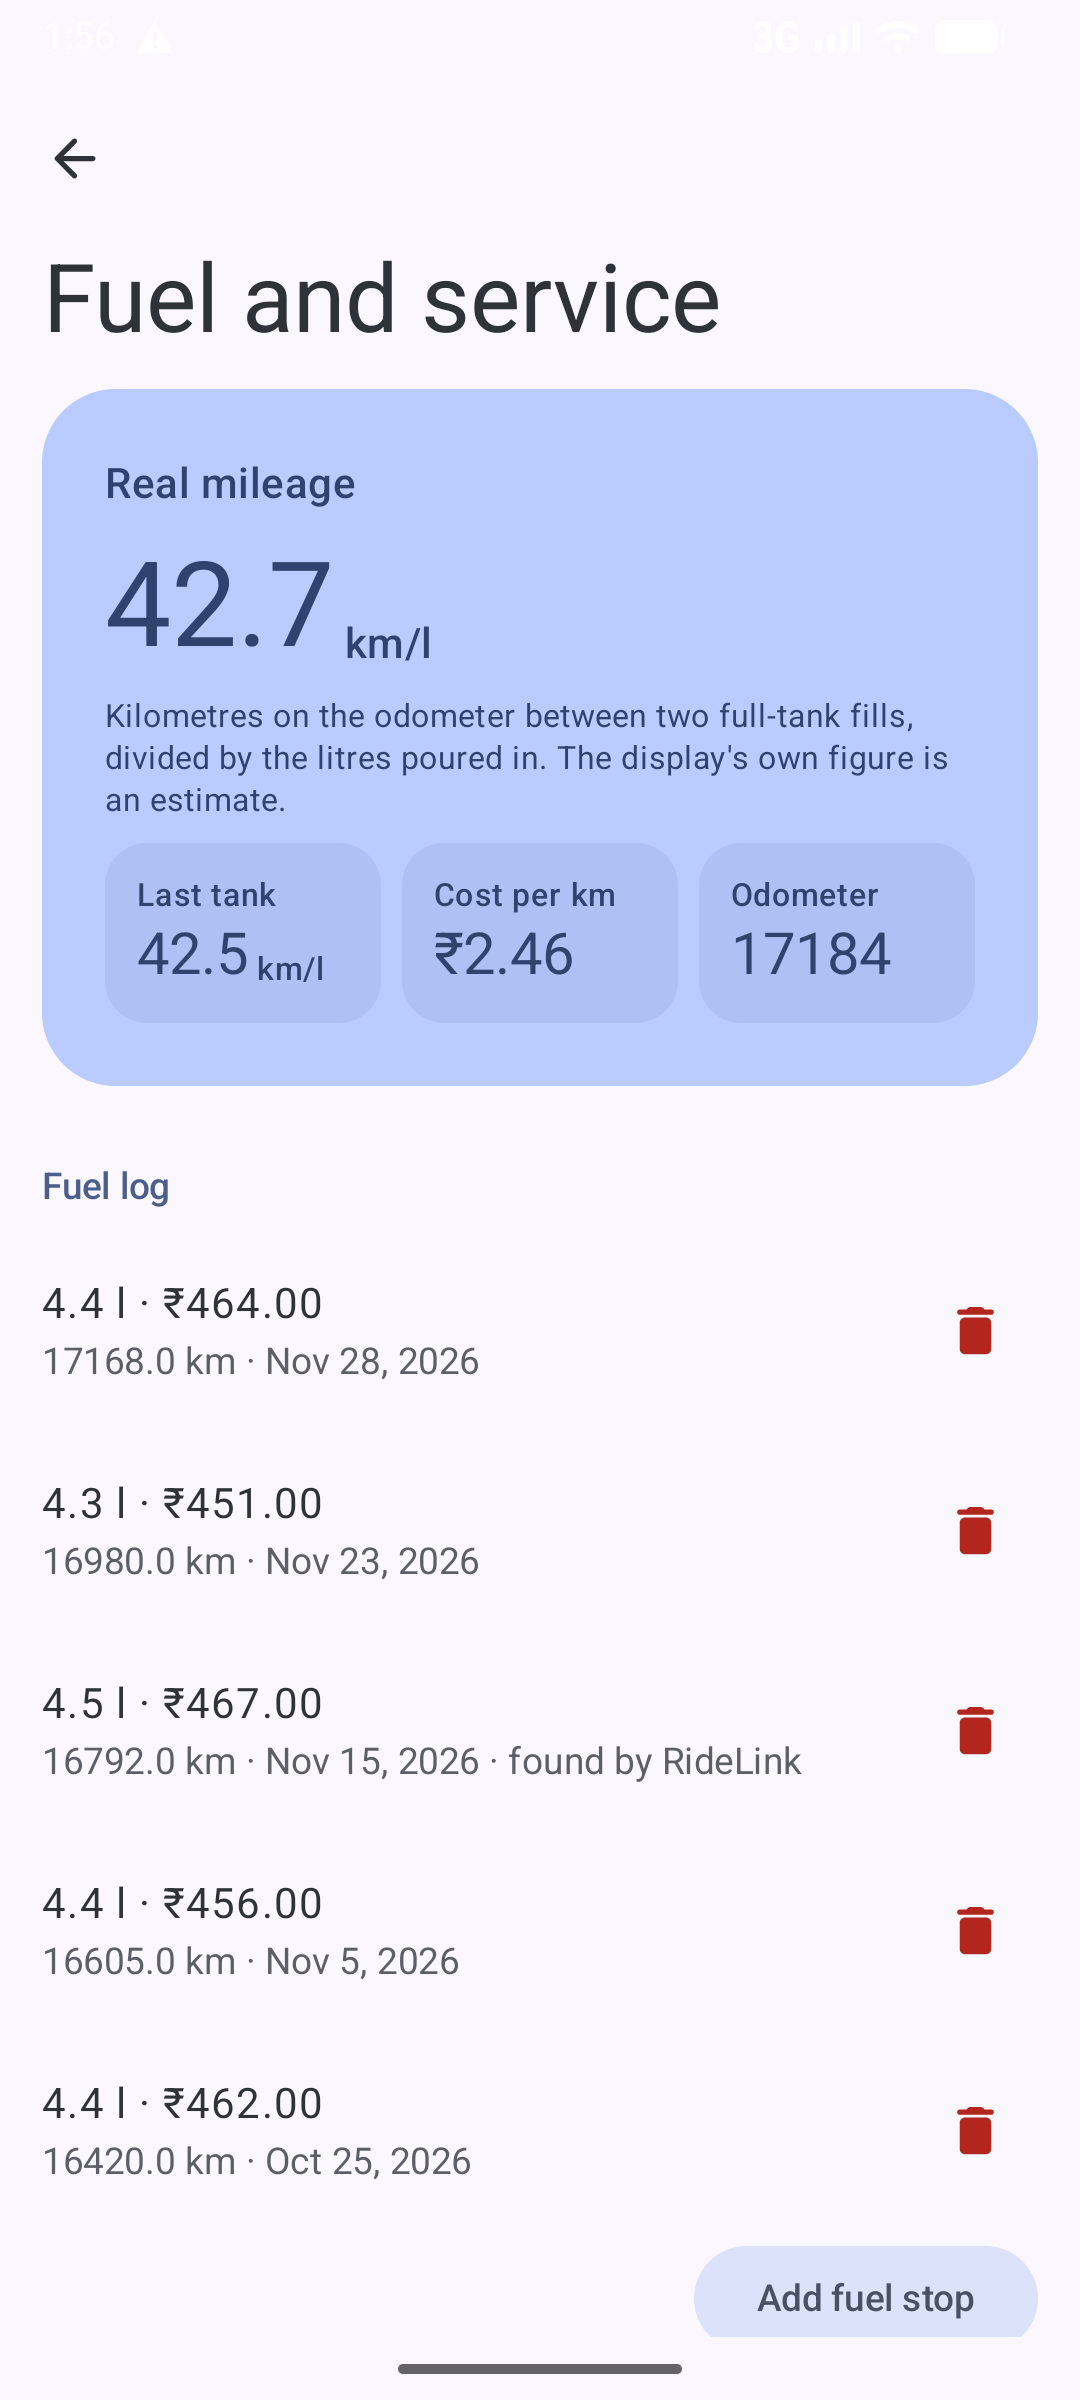 1:56
3G
Fuel and service
Real mileage
42.7 km/l
Kilometres on the odometer between two full-tank fills,
divided by the litres poured in. The display's own figure is
an estimate.
Last tank
42.5 km/l
Cost per km
₹2.46
Odometer
17184
Fuel log
4.4 l · ₹464.00
17168.0 km · Nov 28, 2026
4.3 l · ₹451.00
16980.0 km · Nov 23, 2026
4.5 l · ₹467.00
16792.0 km · Nov 15, 2026 · found by RideLink
4.4 l · ₹456.00
16605.0 km · Nov 5, 2026
4.4 l · ₹462.00
16420.0 km · Oct 25, 2026
Add fuel stop